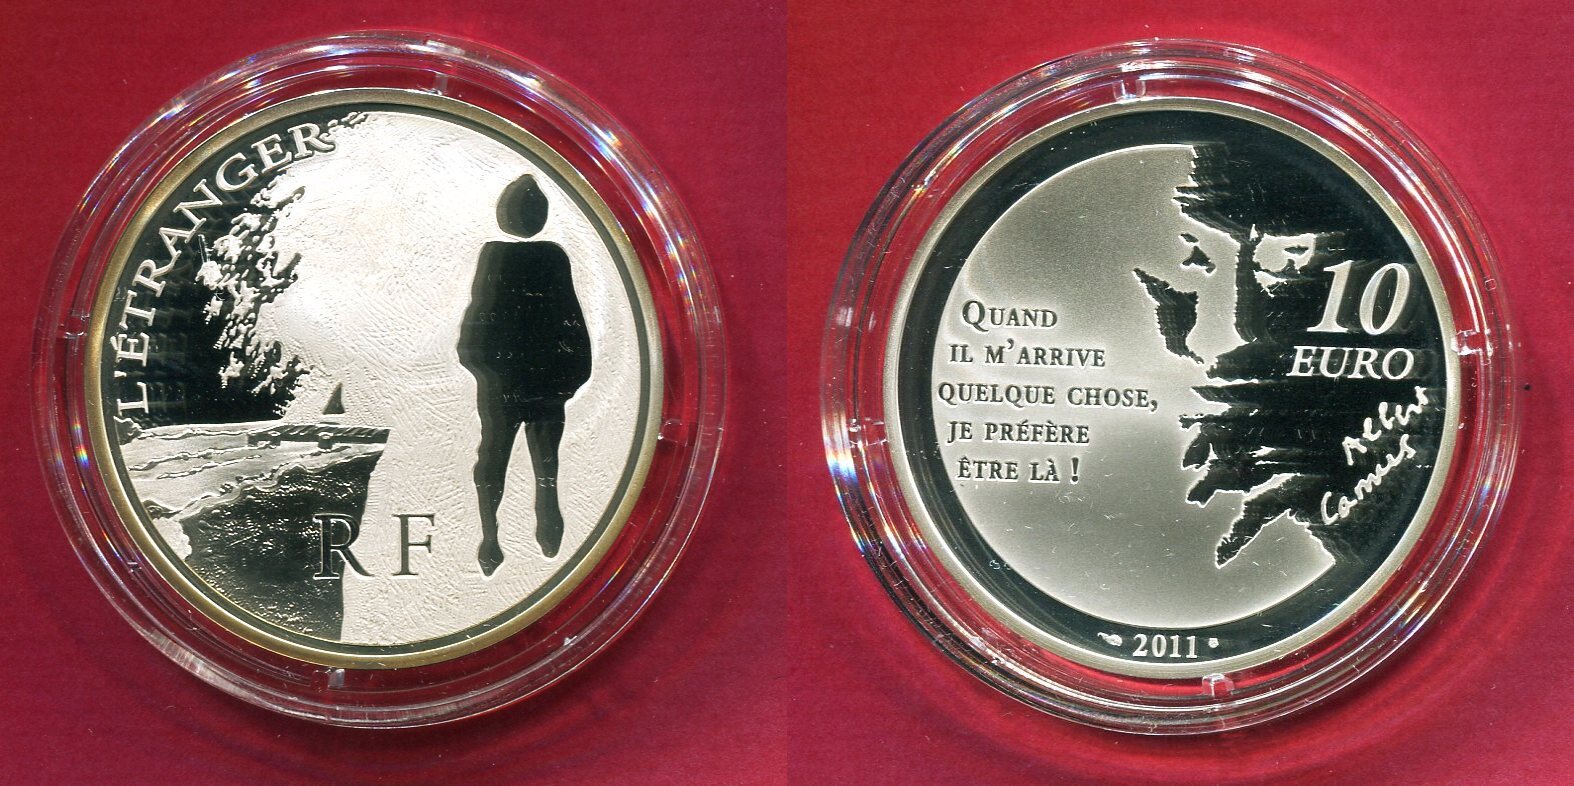 L'ÉTRANGER
RF
QUAND
IL M'ARRIVE
QUELQUE CHOSE,
JE PRÉFÈRE
ÊTRE LÀ !
10
EURO
Albert
Camus
2011